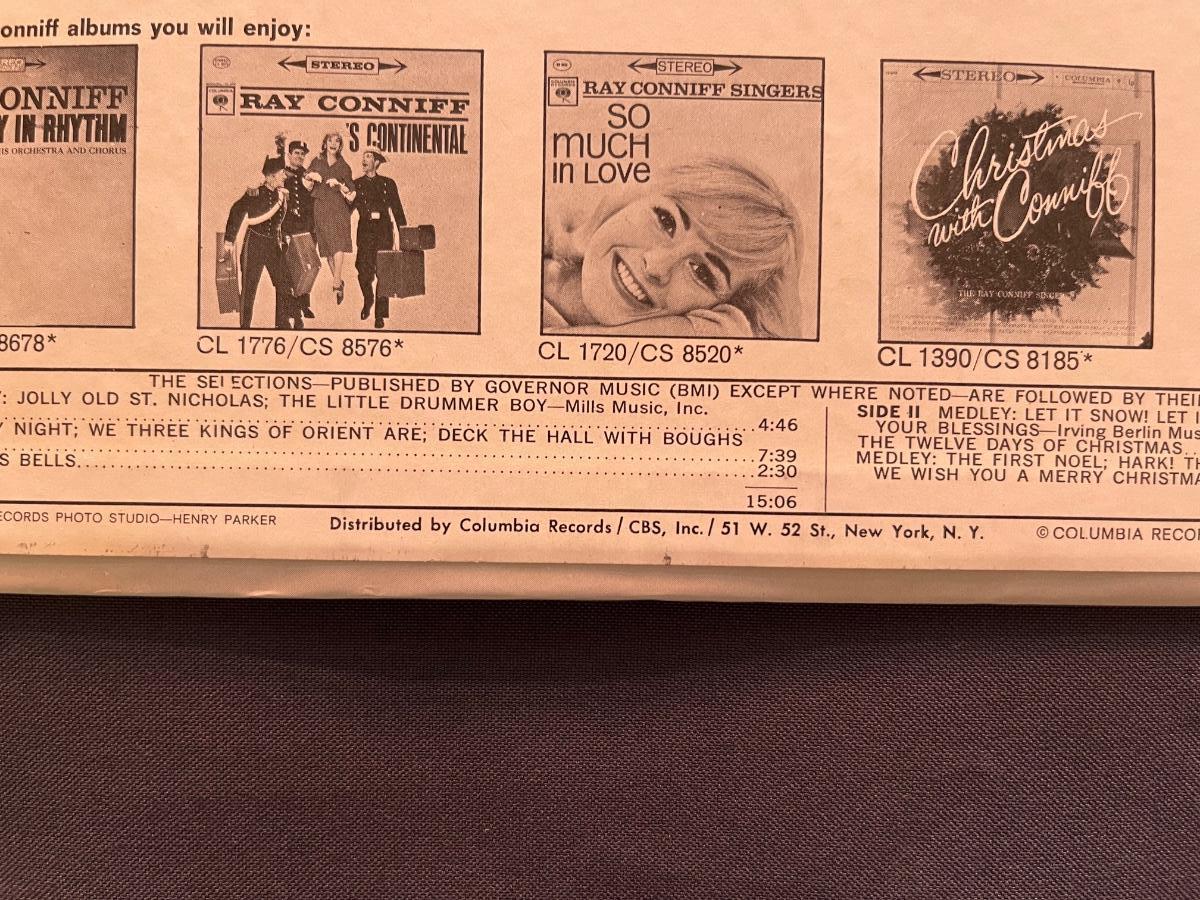 onniff albums you will enjoy:
REO
ONNIFF
Y IN RHYTHM
HIS ORCHESTRA AND CHORUS
STEREO
RAY CONNIFF
'S CONTINENTAL
STEREO
RAY CONNIFF SINGERS
SO
MUCH
IN LOVE
STEREO
COLUMBIA
Christmas
with Conniff
THE RAY CONNIFF SINGE
8678*
CL 1776/CS 8576*
CL 1720/CS 8520*
CL 1390/CS 8185*
THE SELECTIONS—PUBLISHED BY GOVERNOR MUSIC (BMI) EXCEPT WHERE NOTED—ARE FOLLOWED BY THEI
Y: JOLLY OLD ST. NICHOLAS; THE LITTLE DRUMMER BOY—Mills Music, Inc.
4:46
Y NIGHT; WE THREE KINGS OF ORIENT ARE; DECK THE HALL WITH BOUGHS
7:39
S BELLS 2:30
15:06
SIDE II MEDLEY: LET IT SNOW! LET I
YOUR BLESSINGS—Irving Berlin Mus
THE TWELVE DAYS OF CHRISTMAS
MEDLEY: THE FIRST NOEL; HARK! TH
WE WISH YOU A MERRY CHRISTMA
ECORDS PHOTO STUDIO—HENRY PARKER
Distributed by Columbia Records/CBS, Inc./51 W. 52 St., New York, N. Y.
© COLUMBIA RECOR